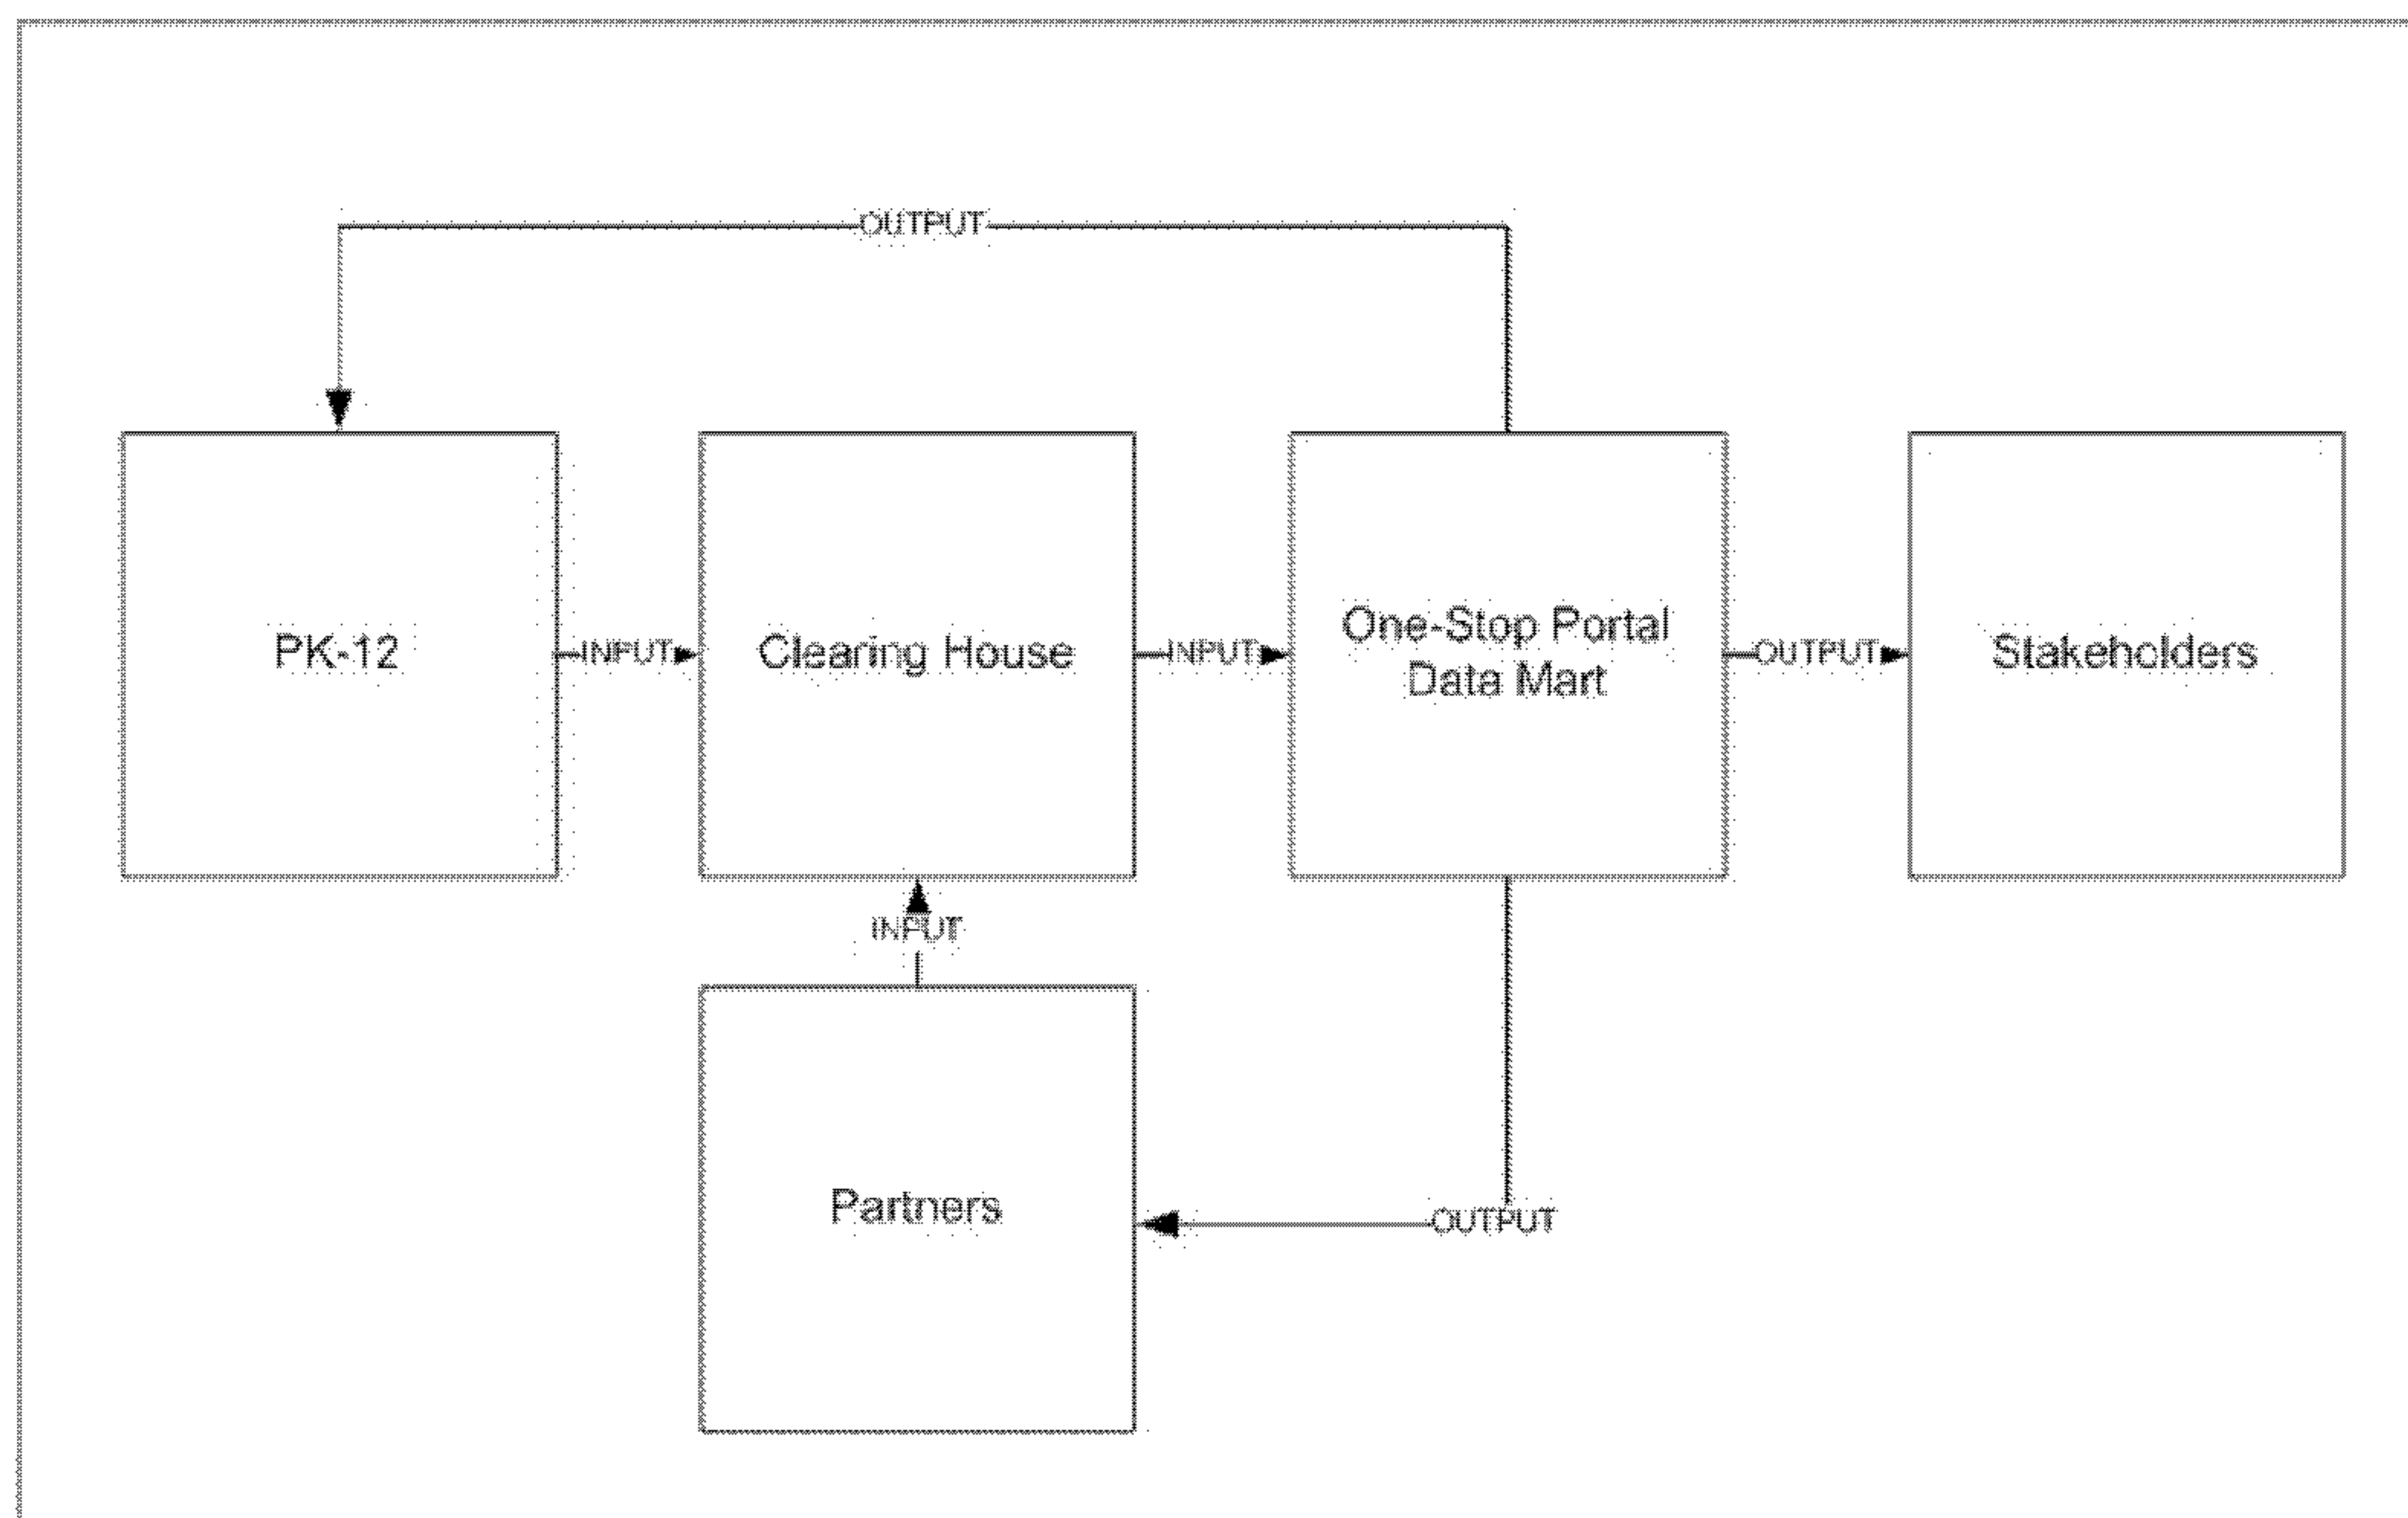 OUTPUT
PK-12
INPUT
Clearing House
INPUT
One-Stop Portal
Data Mart
OUTPUT
Stakeholders
INPUT
Partners
OUTPUT